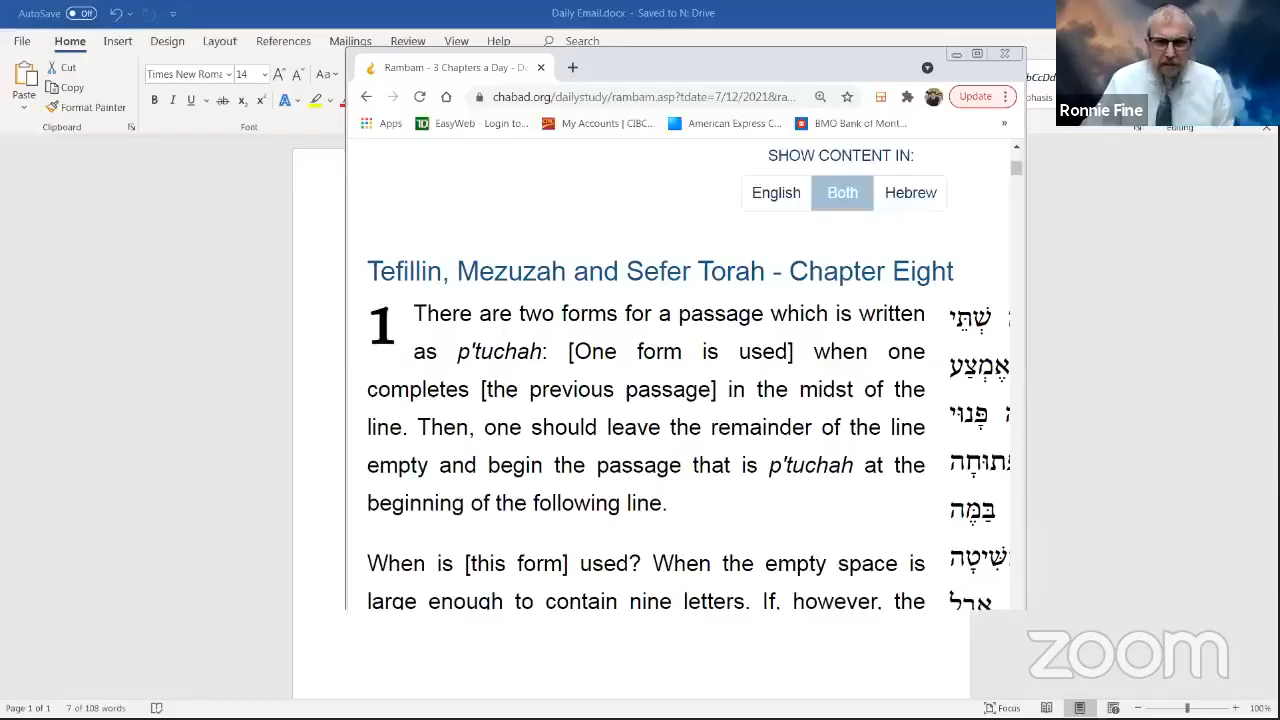 AutoSave Off Daily Email.docx - Saved to N: Drive
File Home Insert Design Layout References Mailings Review View Help Search
Paste Cut Copy Format Painter
Times New Roma 14 Aa
B I U
Clipboard Font Editing
Rambam - 3 Chapters a Day - Da
chabad.org/dailystudy/rambam.asp?tdate=7/12/2021&ra Update
Apps EasyWeb - Login to... My Accounts | CIBC... American Express C... BMO Bank of Mont... »
Ronnie Fine
SHOW CONTENT IN:
English Both Hebrew
Tefillin, Mezuzah and Sefer Torah - Chapter Eight
1 There are two forms for a passage which is written שְׁתֵּי
as p'tuchah: [One form is used] when one
completes [the previous passage] in the midst of the
line. Then, one should leave the remainder of the line
empty and begin the passage that is p'tuchah at the
beginning of the following line. בַּמֶּה
When is [this form] used? When the empty space is
large enough to contain nine letters. If, however, the
zoom
Page 1 of 1 7 of 108 words Focus 100%